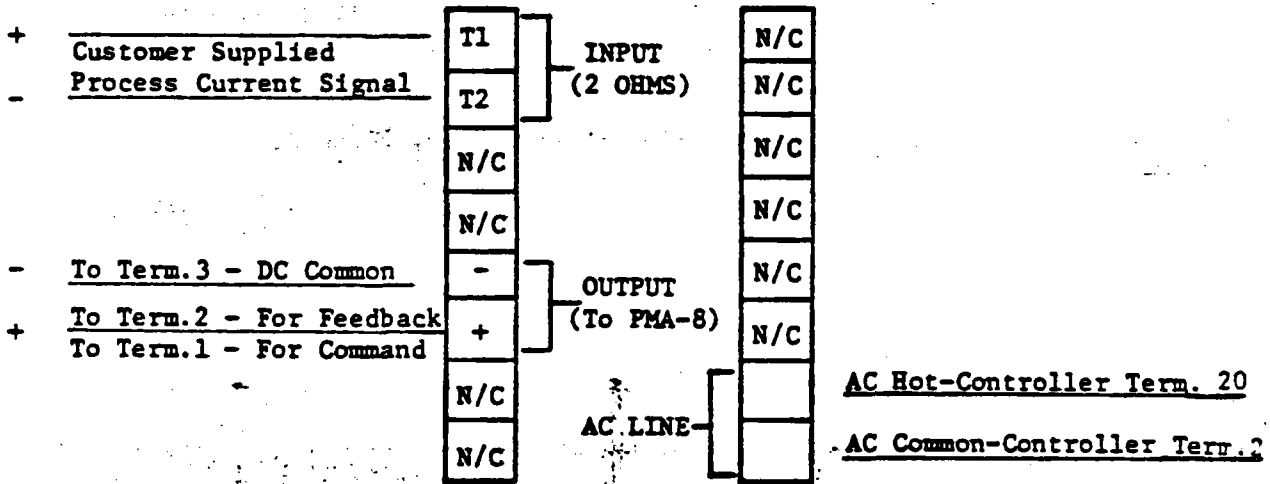 +
Customer Supplied
Process Current Signal
-
T1
T2
INPUT
(2 OHMS)
N/C
N/C
- To Term.3 - DC Common
-
+ To Term.2 - For Feedback
To Term.1 - For Command
+
OUTPUT
(To PMA-8)
N/C
N/C
N/C
N/C
N/C
N/C
N/C
N/C
AC LINE
AC Hot-Controller Term. 20
AC Common-Controller Term.2